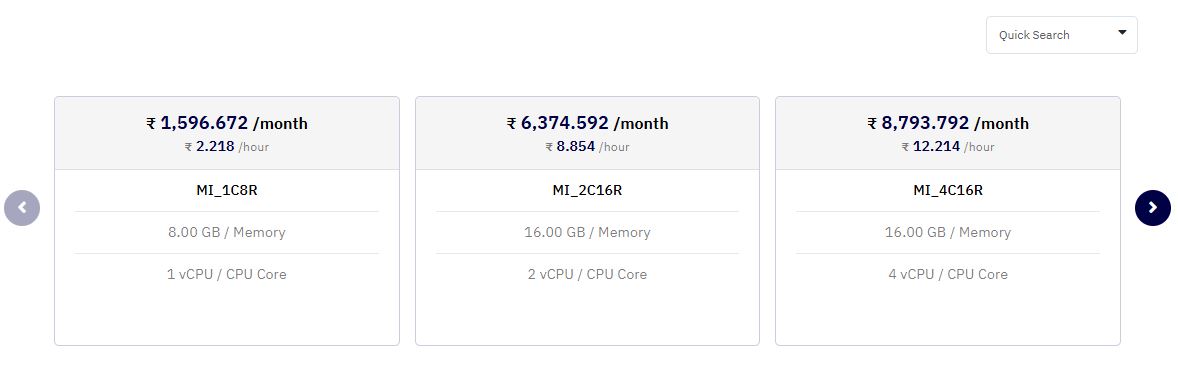 Quick Search
₹ 1,596.672 /month
₹ 2.218 /hour
MI_1C8R
8.00 GB / Memory
1 vCPU / CPU Core
₹ 6,374.592 /month
₹ 8.854 /hour
MI_2C16R
16.00 GB / Memory
2 vCPU / CPU Core
₹ 8,793.792 /month
₹ 12.214 /hour
MI_4C16R
16.00 GB / Memory
4 vCPU / CPU Core